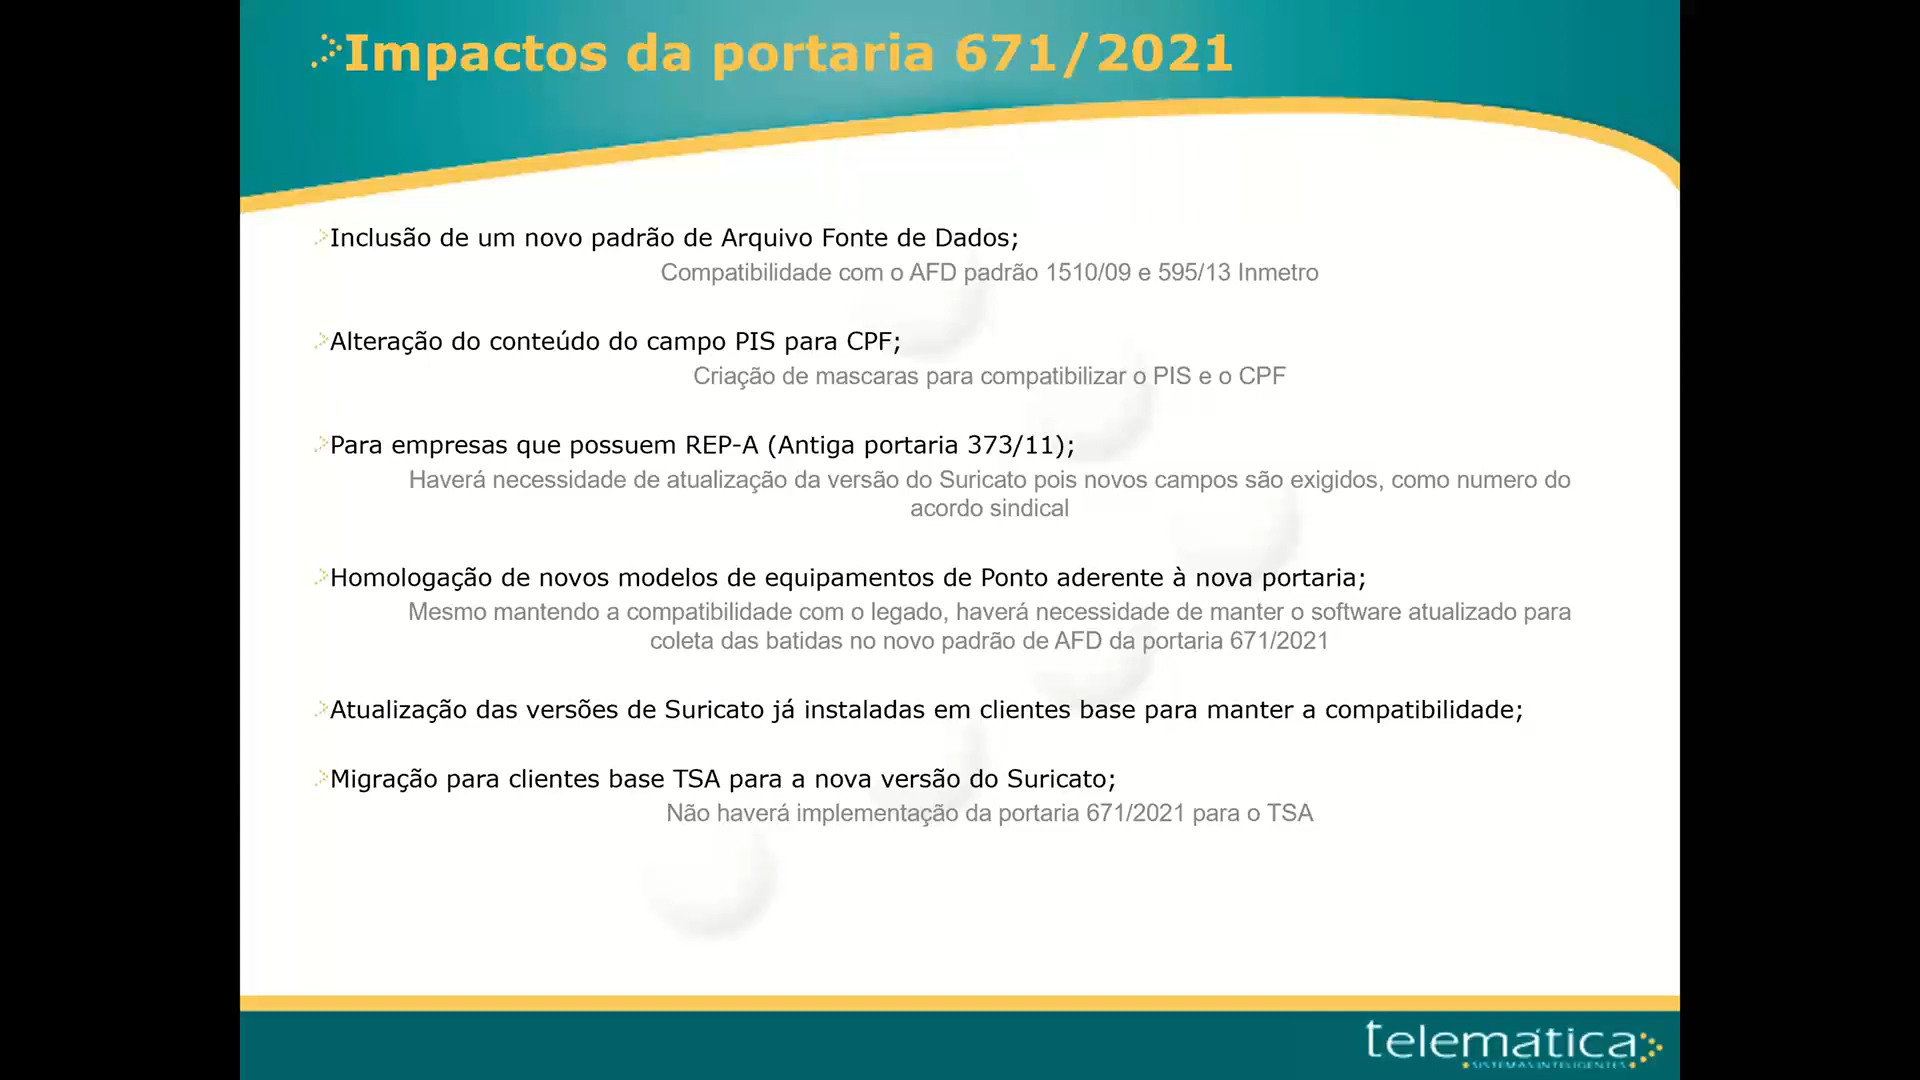 Impactos da portaria 671/2021
Inclusão de um novo padrão de Arquivo Fonte de Dados;
Compatibilidade com o AFD padrão 1510/09 e 595/13 Inmetro
Alteração do conteúdo do campo PIS para CPF;
Criação de mascaras para compatibilizar o PIS e o CPF
Para empresas que possuem REP-A (Antiga portaria 373/11);
Haverá necessidade de atualização da versão do Suricato pois novos campos são exigidos, como numero do
acordo sindical
Homologação de novos modelos de equipamentos de Ponto aderente à nova portaria;
Mesmo mantendo a compatibilidade com o legado, haverá necessidade de manter o software atualizado para
coleta das batidas no novo padrão de AFD da portaria 671/2021
Atualização das versões de Suricato já instaladas em clientes base para manter a compatibilidade;
Migração para clientes base TSA para a nova versão do Suricato;
Não haverá implementação da portaria 671/2021 para o TSA
telemática
SISTEMAS INTELIGENTES